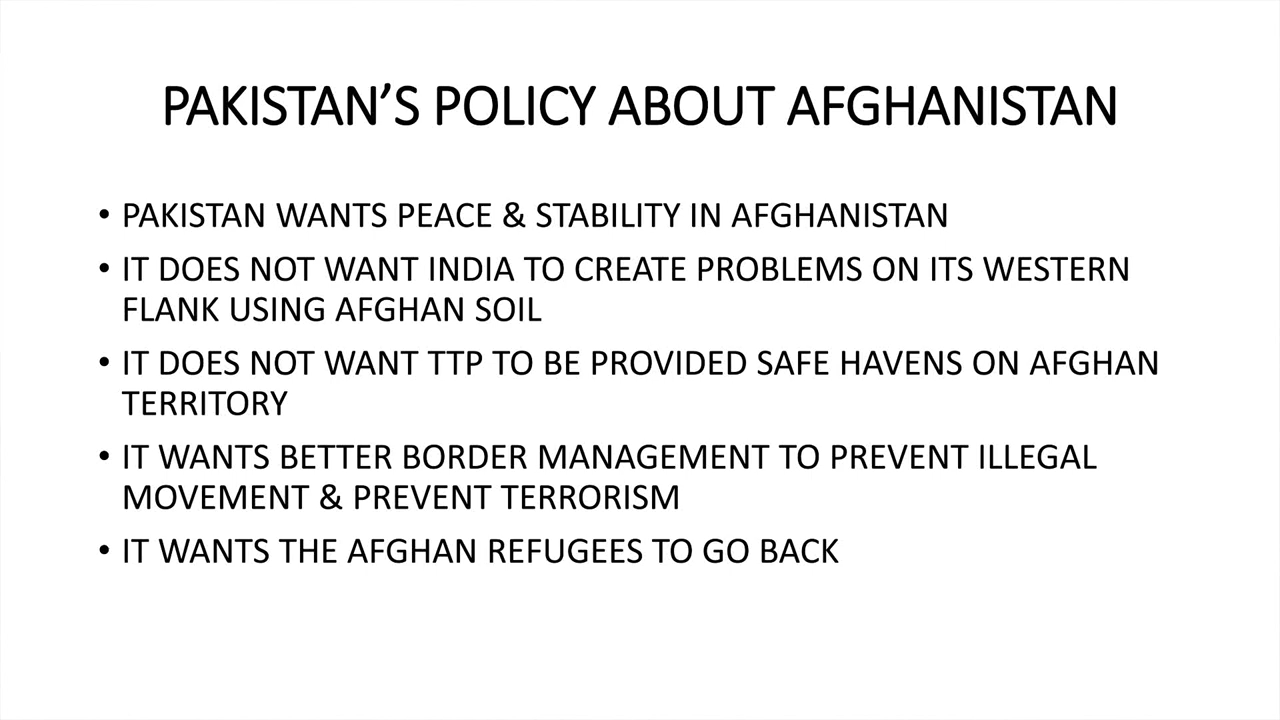 PAKISTAN’S POLICY ABOUT AFGHANISTAN
• PAKISTAN WANTS PEACE & STABILITY IN AFGHANISTAN
• IT DOES NOT WANT INDIA TO CREATE PROBLEMS ON ITS WESTERN
FLANK USING AFGHAN SOIL
• IT DOES NOT WANT TTP TO BE PROVIDED SAFE HAVENS ON AFGHAN
TERRITORY
• IT WANTS BETTER BORDER MANAGEMENT TO PREVENT ILLEGAL
MOVEMENT & PREVENT TERRORISM
• IT WANTS THE AFGHAN REFUGEES TO GO BACK